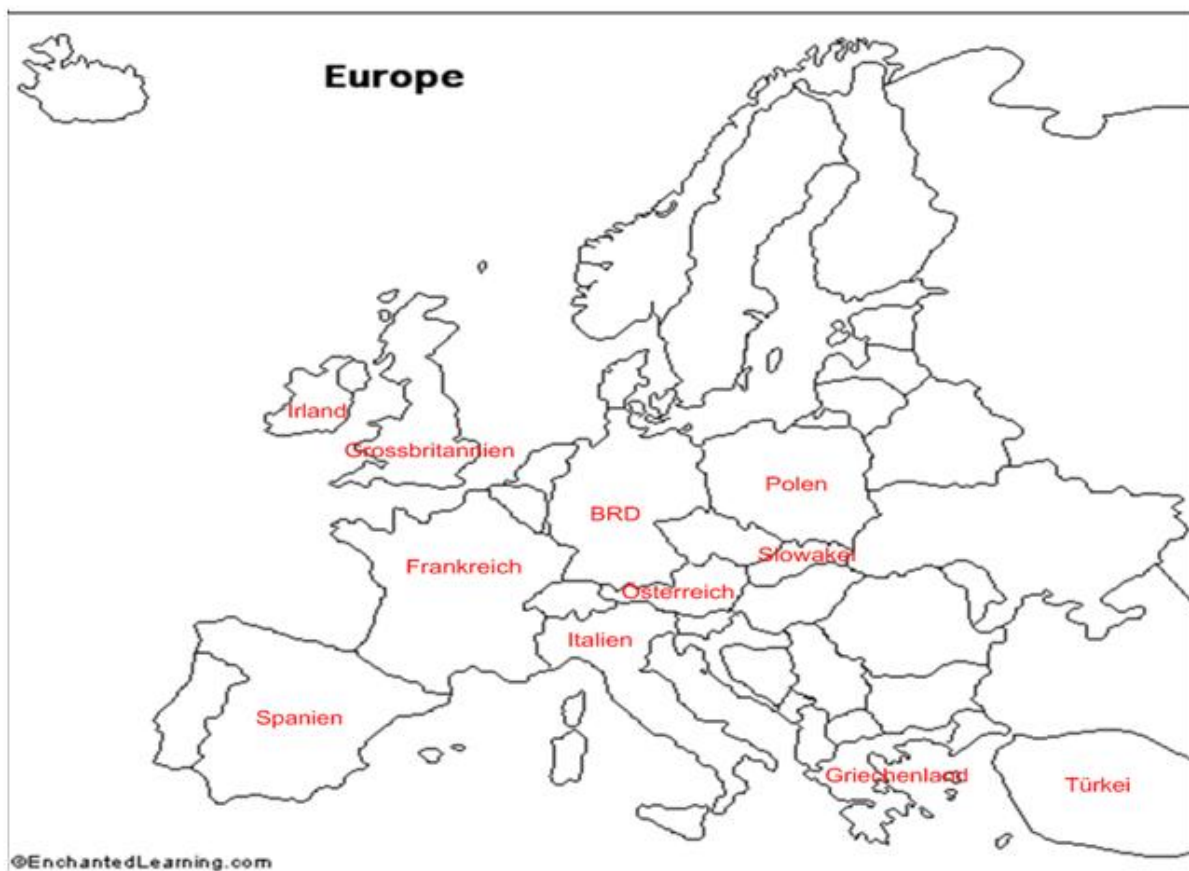 Europe
Irland
Grossbritannien
Polen
BRD
Slowakei
Frankreich
Österreich
Italien
Spanien
Griechenland
Türkei
©EnchantedLearning.com